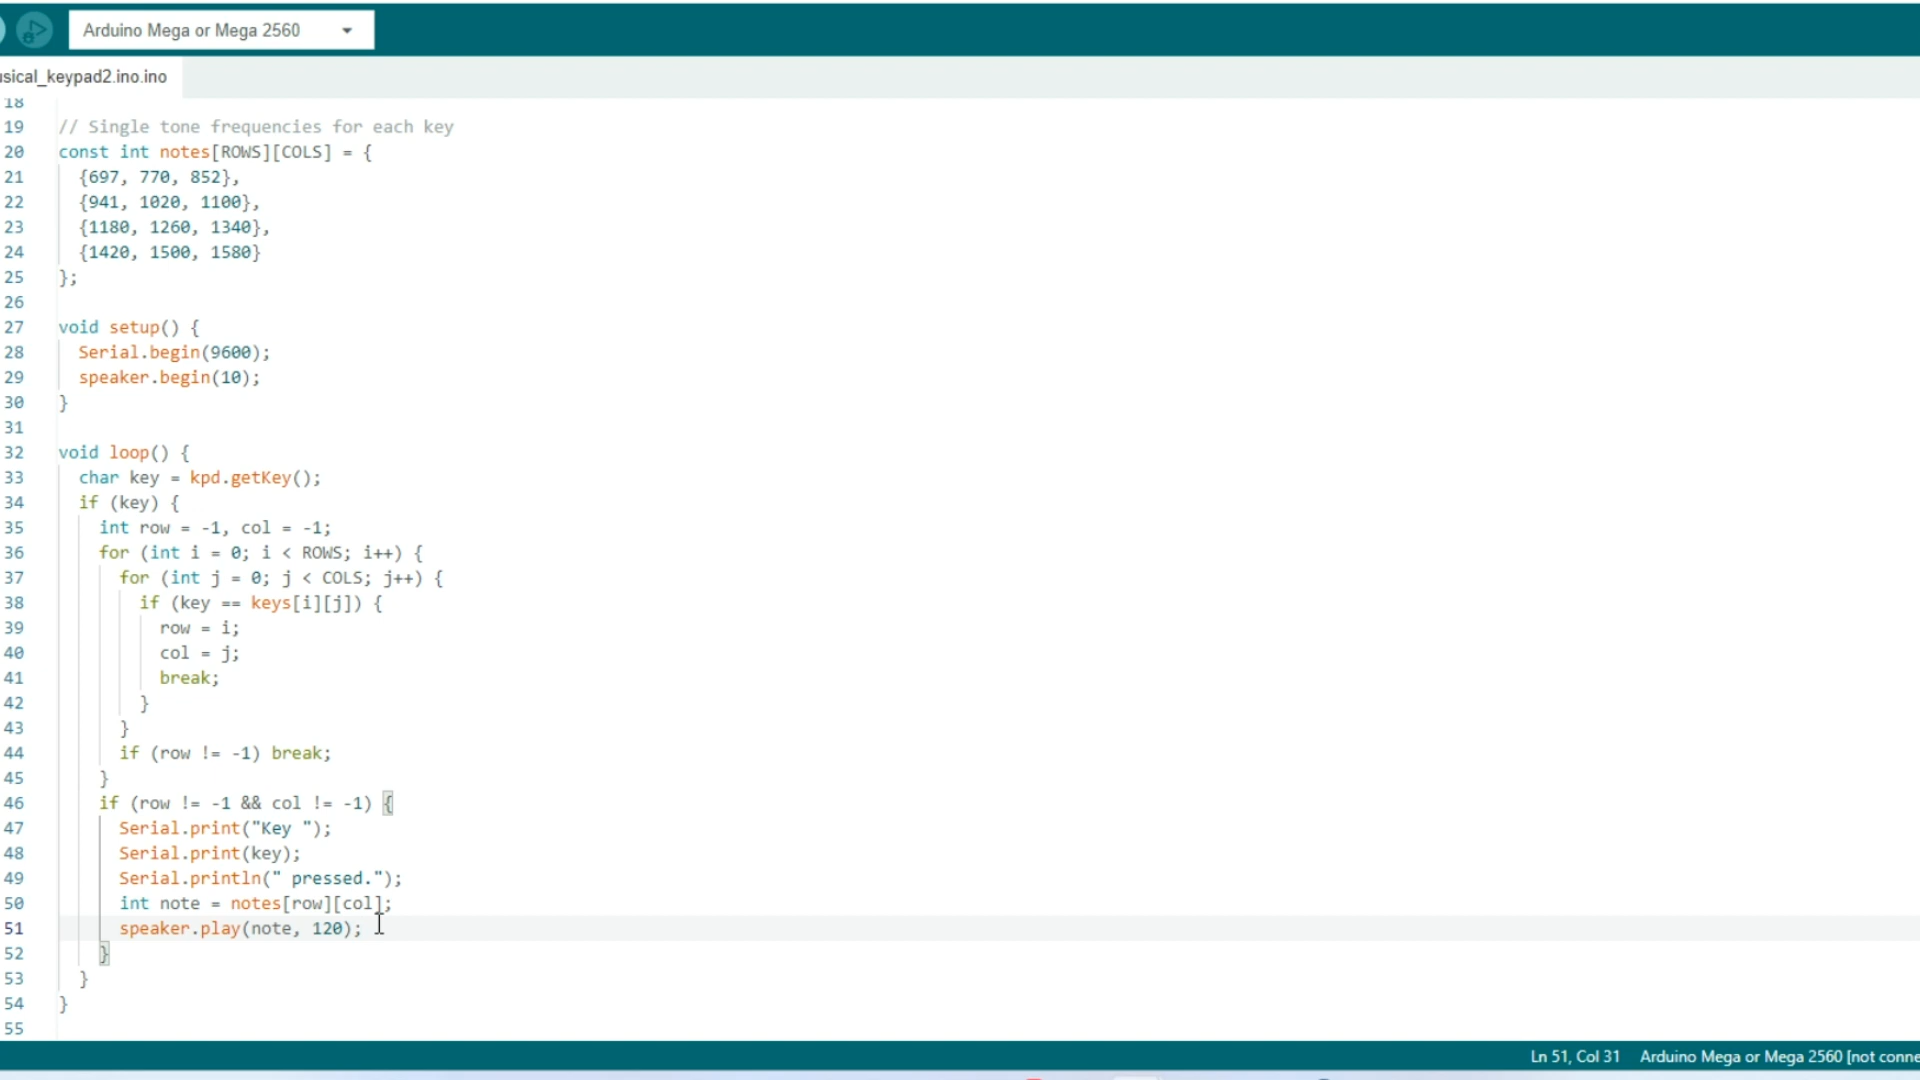 Arduino Mega or Mega 2560
usical_keypad2.ino.ino
18
19 // Single tone frequencies for each key
20 const int notes[ROWS][COLS] = {
21 {697, 770, 852},
22 {941, 1020, 1100},
23 {1180, 1260, 1340},
24 {1420, 1500, 1580}
25 };
26
27 void setup() {
28 Serial.begin(9600);
29 speaker.begin(10);
30 }
31
32 void loop() {
33 char key = kpd.getKey();
34 if (key) {
35 int row = -1, col = -1;
36 for (int i = 0; i < ROWS; i++) {
37 for (int j = 0; j < COLS; j++) {
38 if (key == keys[i][j]) {
39 row = i;
40 col = j;
41 break;
42 }
43 }
44 if (row != -1) break;
45 }
46 if (row != -1 && col != -1) {
47 Serial.print("Key ");
48 Serial.print(key);
49 Serial.println(" pressed.");
50 int note = notes[row][col];
51 speaker.play(note, 120);
52 }
53 }
54 }
55
Ln 51, Col 31 Arduino Mega or Mega 2560 [not conne